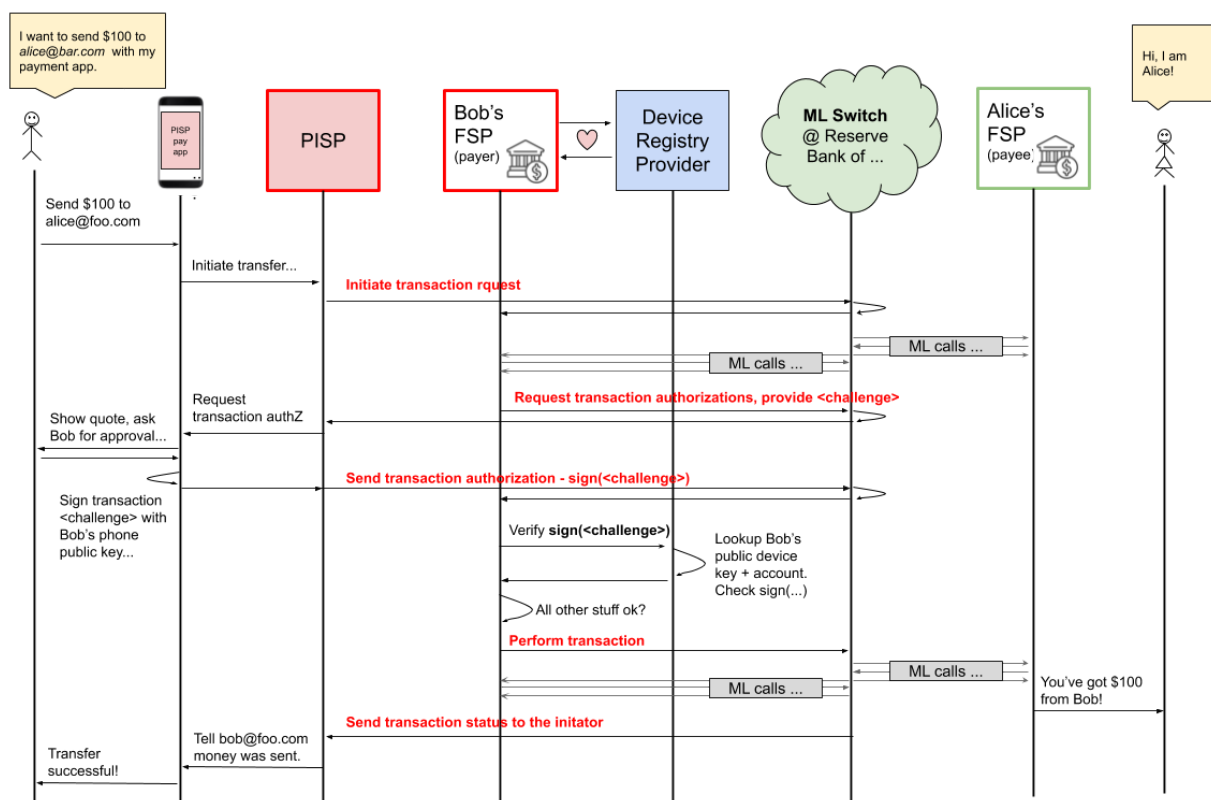 I want to send $100 to
alice@bar.com with my
payment app.
Hi, I am
Alice!
PISP
pay
app
PISP
Bob's
FSP
(payer)
Device
Registry
Provider
ML Switch
@ Reserve
Bank of ...
Alice's
FSP
(payee)
Send $100 to
alice@foo.com
Initiate transfer...
Initiate transaction rquest
ML calls ...
ML calls ...
Request transaction authorizations, provide <challenge>
Request
transaction authZ
Show quote, ask
Bob for approval...
Send transaction authorization - sign(<challenge>)
Sign transaction
<challenge> with
Bob's phone
public key...
Verify sign(<challenge>)
Lookup Bob's
public device
key + account.
Check sign(...)
All other stuff ok?
Perform transaction
ML calls ...
ML calls ...
You've got $100
from Bob!
Send transaction status to the initator
Tell bob@foo.com
money was sent.
Transfer
successful!